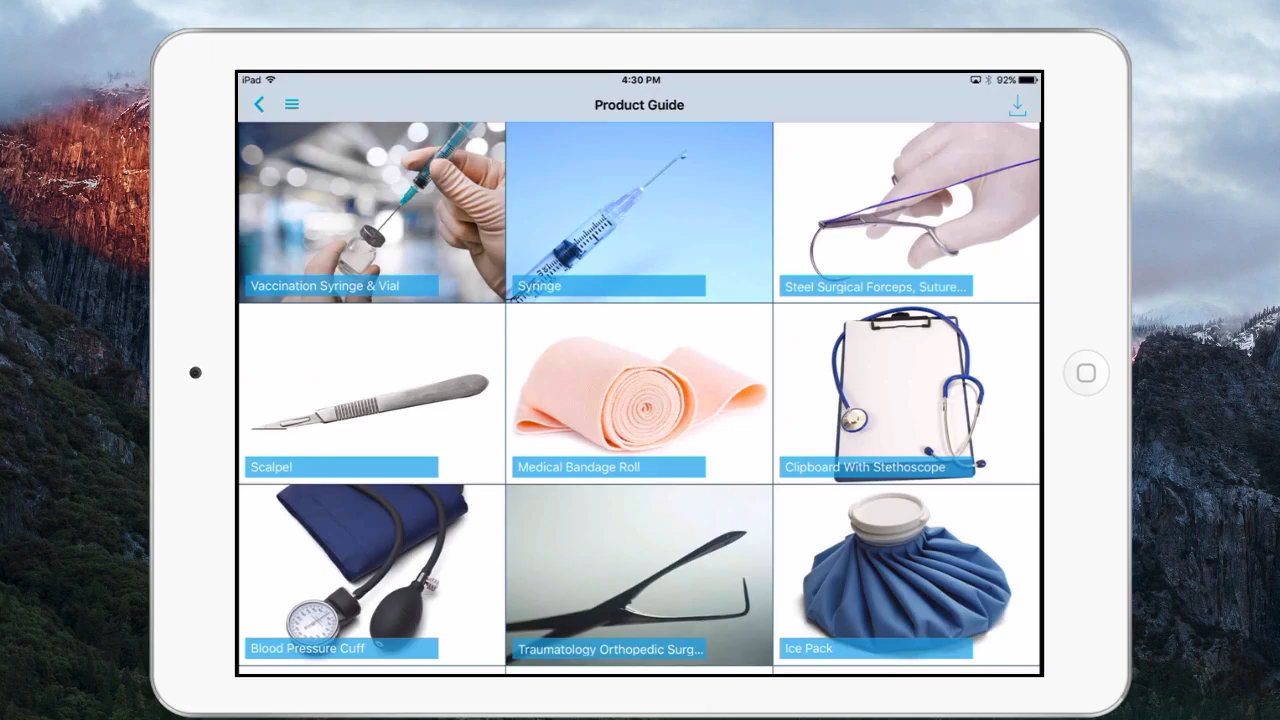 iPad
4:30 PM
92%
Product Guide
Vaccination Syringe & Vial
Syringe
Steel Surgical Forceps, Suture...
Scalpel
Medical Bandage Roll
Clipboard With Stethoscope
Blood Pressure Cuff
Traumatology Orthopedic Surg...
Ice Pack